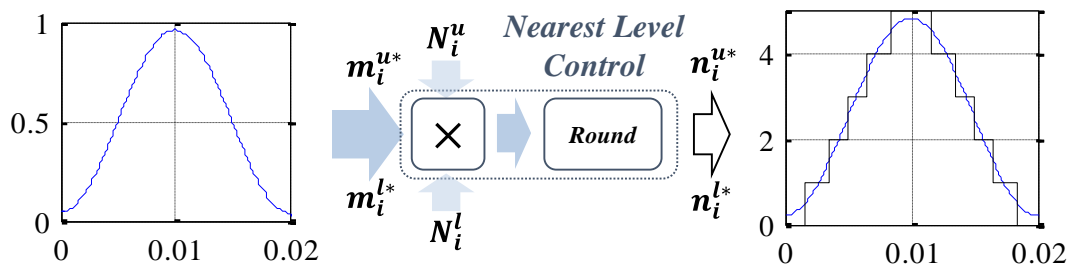 1
0.5
0
0 0.01 0.02
m_i^{u*}
m_i^{l*}
N_i^u
N_i^l
×
Nearest Level
Control
Round
n_i^{u*}
n_i^{l*}
4
2
0
0 0.01 0.02